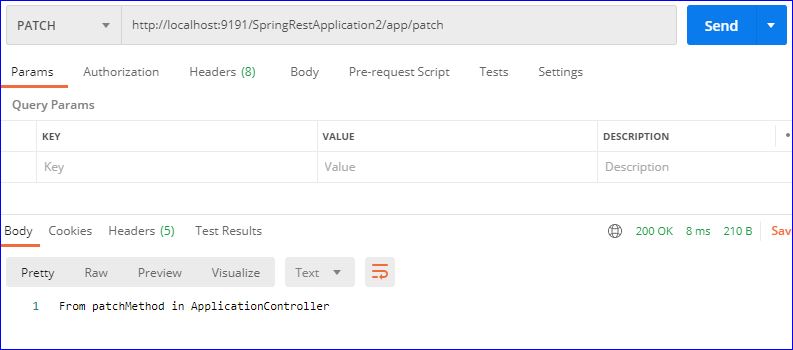 PATCH http://localhost:9191/SpringRestApplication2/app/patch Send
Params Authorization Headers (8) Body Pre-request Script Tests Settings
Query Params
KEY VALUE DESCRIPTION
Key Value Description
Body Cookies Headers (5) Test Results 200 OK 8 ms 210 B Sav
Pretty Raw Preview Visualize Text
1 From patchMethod in ApplicationController